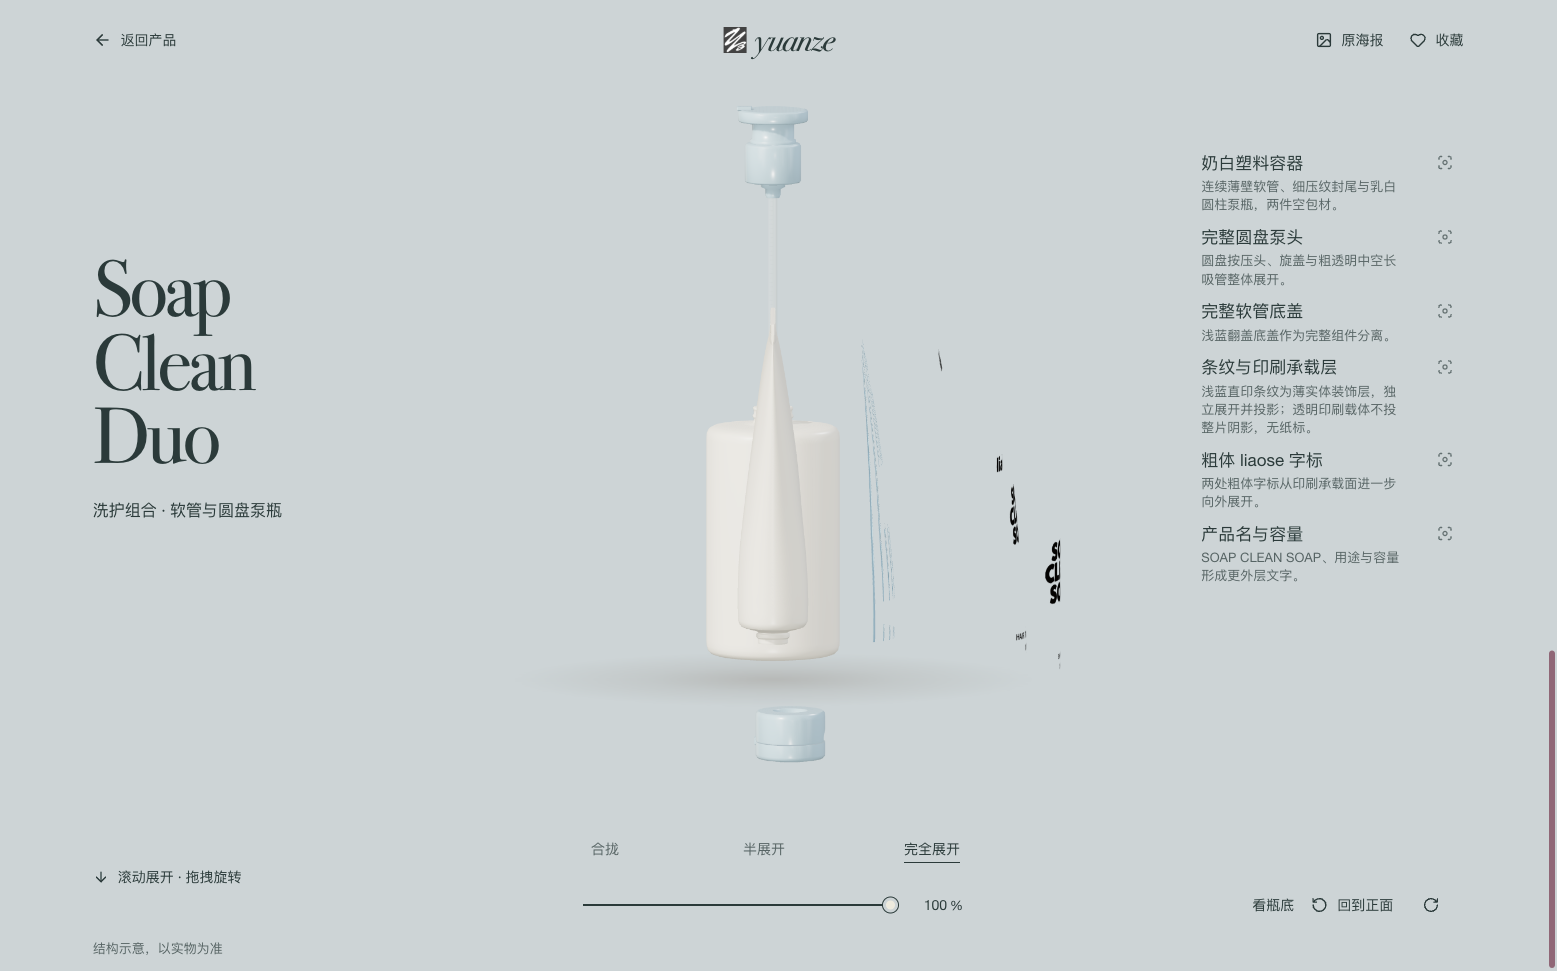 返回产品
yuanze
原海报
收藏
Soap
Clean
Duo
洗护组合 · 软管与圆盘泵瓶
奶白塑料容器
连续薄壁软管、细压纹封尾与乳白
圆柱泵瓶，两件空包材。
完整圆盘泵头
圆盘按压头、旋盖与粗透明中空长
吸管整体展开。
完整软管底盖
浅蓝翻盖底盖作为完整组件分离。
条纹与印刷承载层
浅蓝直印条纹为薄实体装饰层，独
立展开并投影；透明印刷载体不投
整片阴影，无纸标。
粗体 liaose 字标
两处粗体字标从印刷承载面进一步
向外展开。
产品名与容量
SOAP CLEAN SOAP、用途与容量
形成更外层文字。
合拢
半展开
完全展开
滚动展开 · 拖拽旋转
100 %
看瓶底
回到正面
结构示意，以实物为准